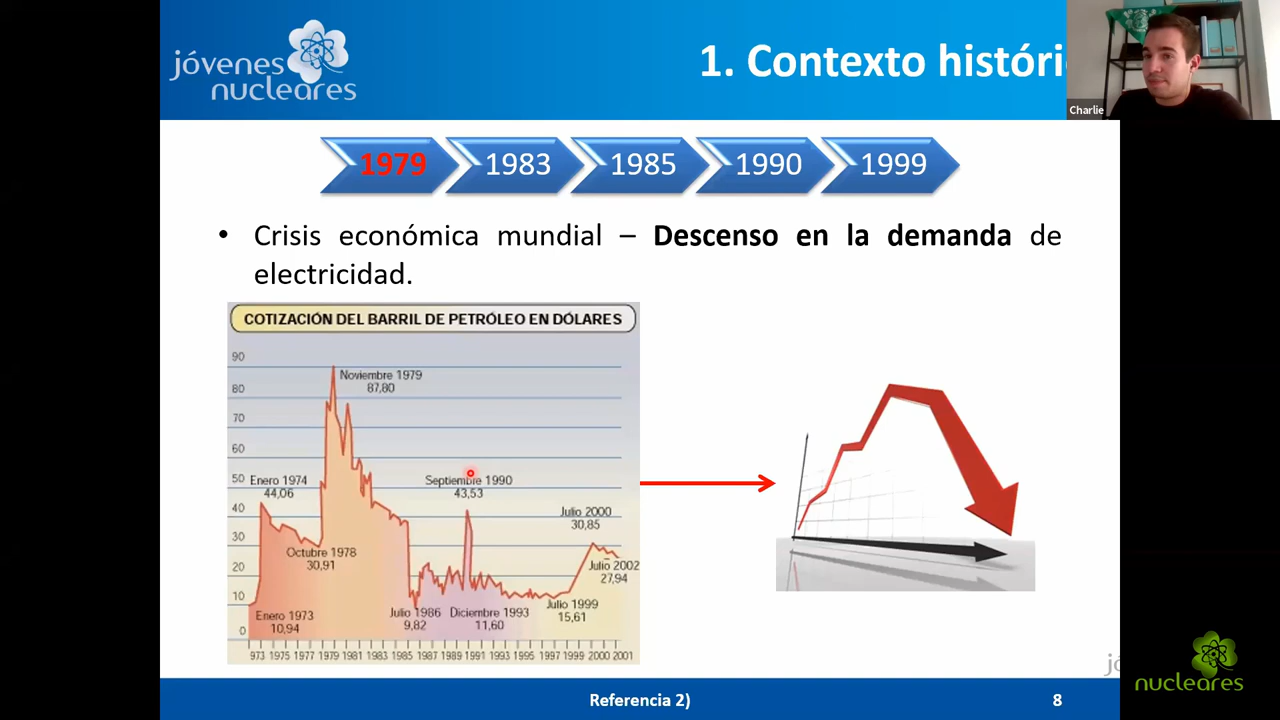 jóvenes
nucleares
1. Contexto históri
Charlie
1979
1983
1985
1990
1999
• Crisis económica mundial – Descenso en la demanda de
electricidad.
COTIZACIÓN DEL BARRIL DE PETRÓLEO EN DÓLARES
90
80
70
60
50
40
30
20
10
0
Noviembre 1979
87,80
Enero 1974
44,06
Septiembre 1990
43,53
Julio 2000
30,85
Octubre 1978
30,91
Julio 2002
27,94
Enero 1973
10,94
Julio 1986
9,82
Diciembre 1993
11,60
Julio 1999
15,61
973 1975 1977 1979 1981 1983 1985 1987 1989 1991 1993 1995 1997 1999 2000 2001
Referencia 2)
8
jó
nucleares